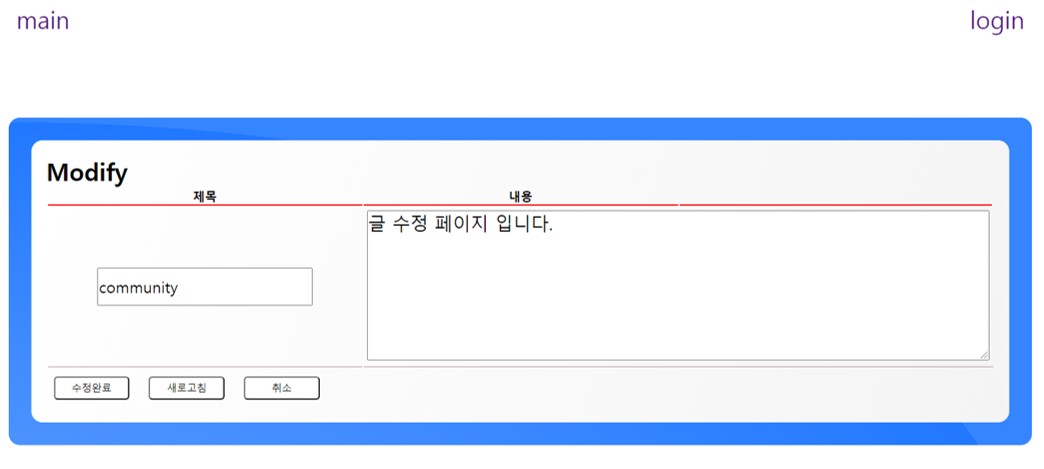 main login
Modify
제목 내용
글 수정 페이지 입니다.
community
수정완료 새로고침 취소